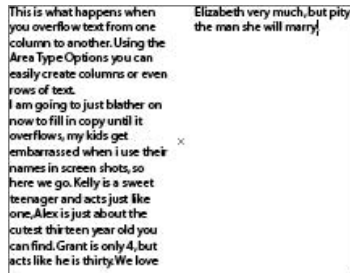 This is what happens when
you overflow text from one
column to another. Using the
Area Type Options you can
easily create columns or even
rows of text.
I am going to just blather on
now to fill in copy until it
overflows, my kids get
embarrassed when i use their
names in screen shots, so
here we go. Kelly is a sweet
teenager and acts just like
one, Alex is just about the
cutest thirteen year old you
can find. Grant is only 4, but
acts like he is thirty. We love
Elizabeth very much, but pity
the man she will marry